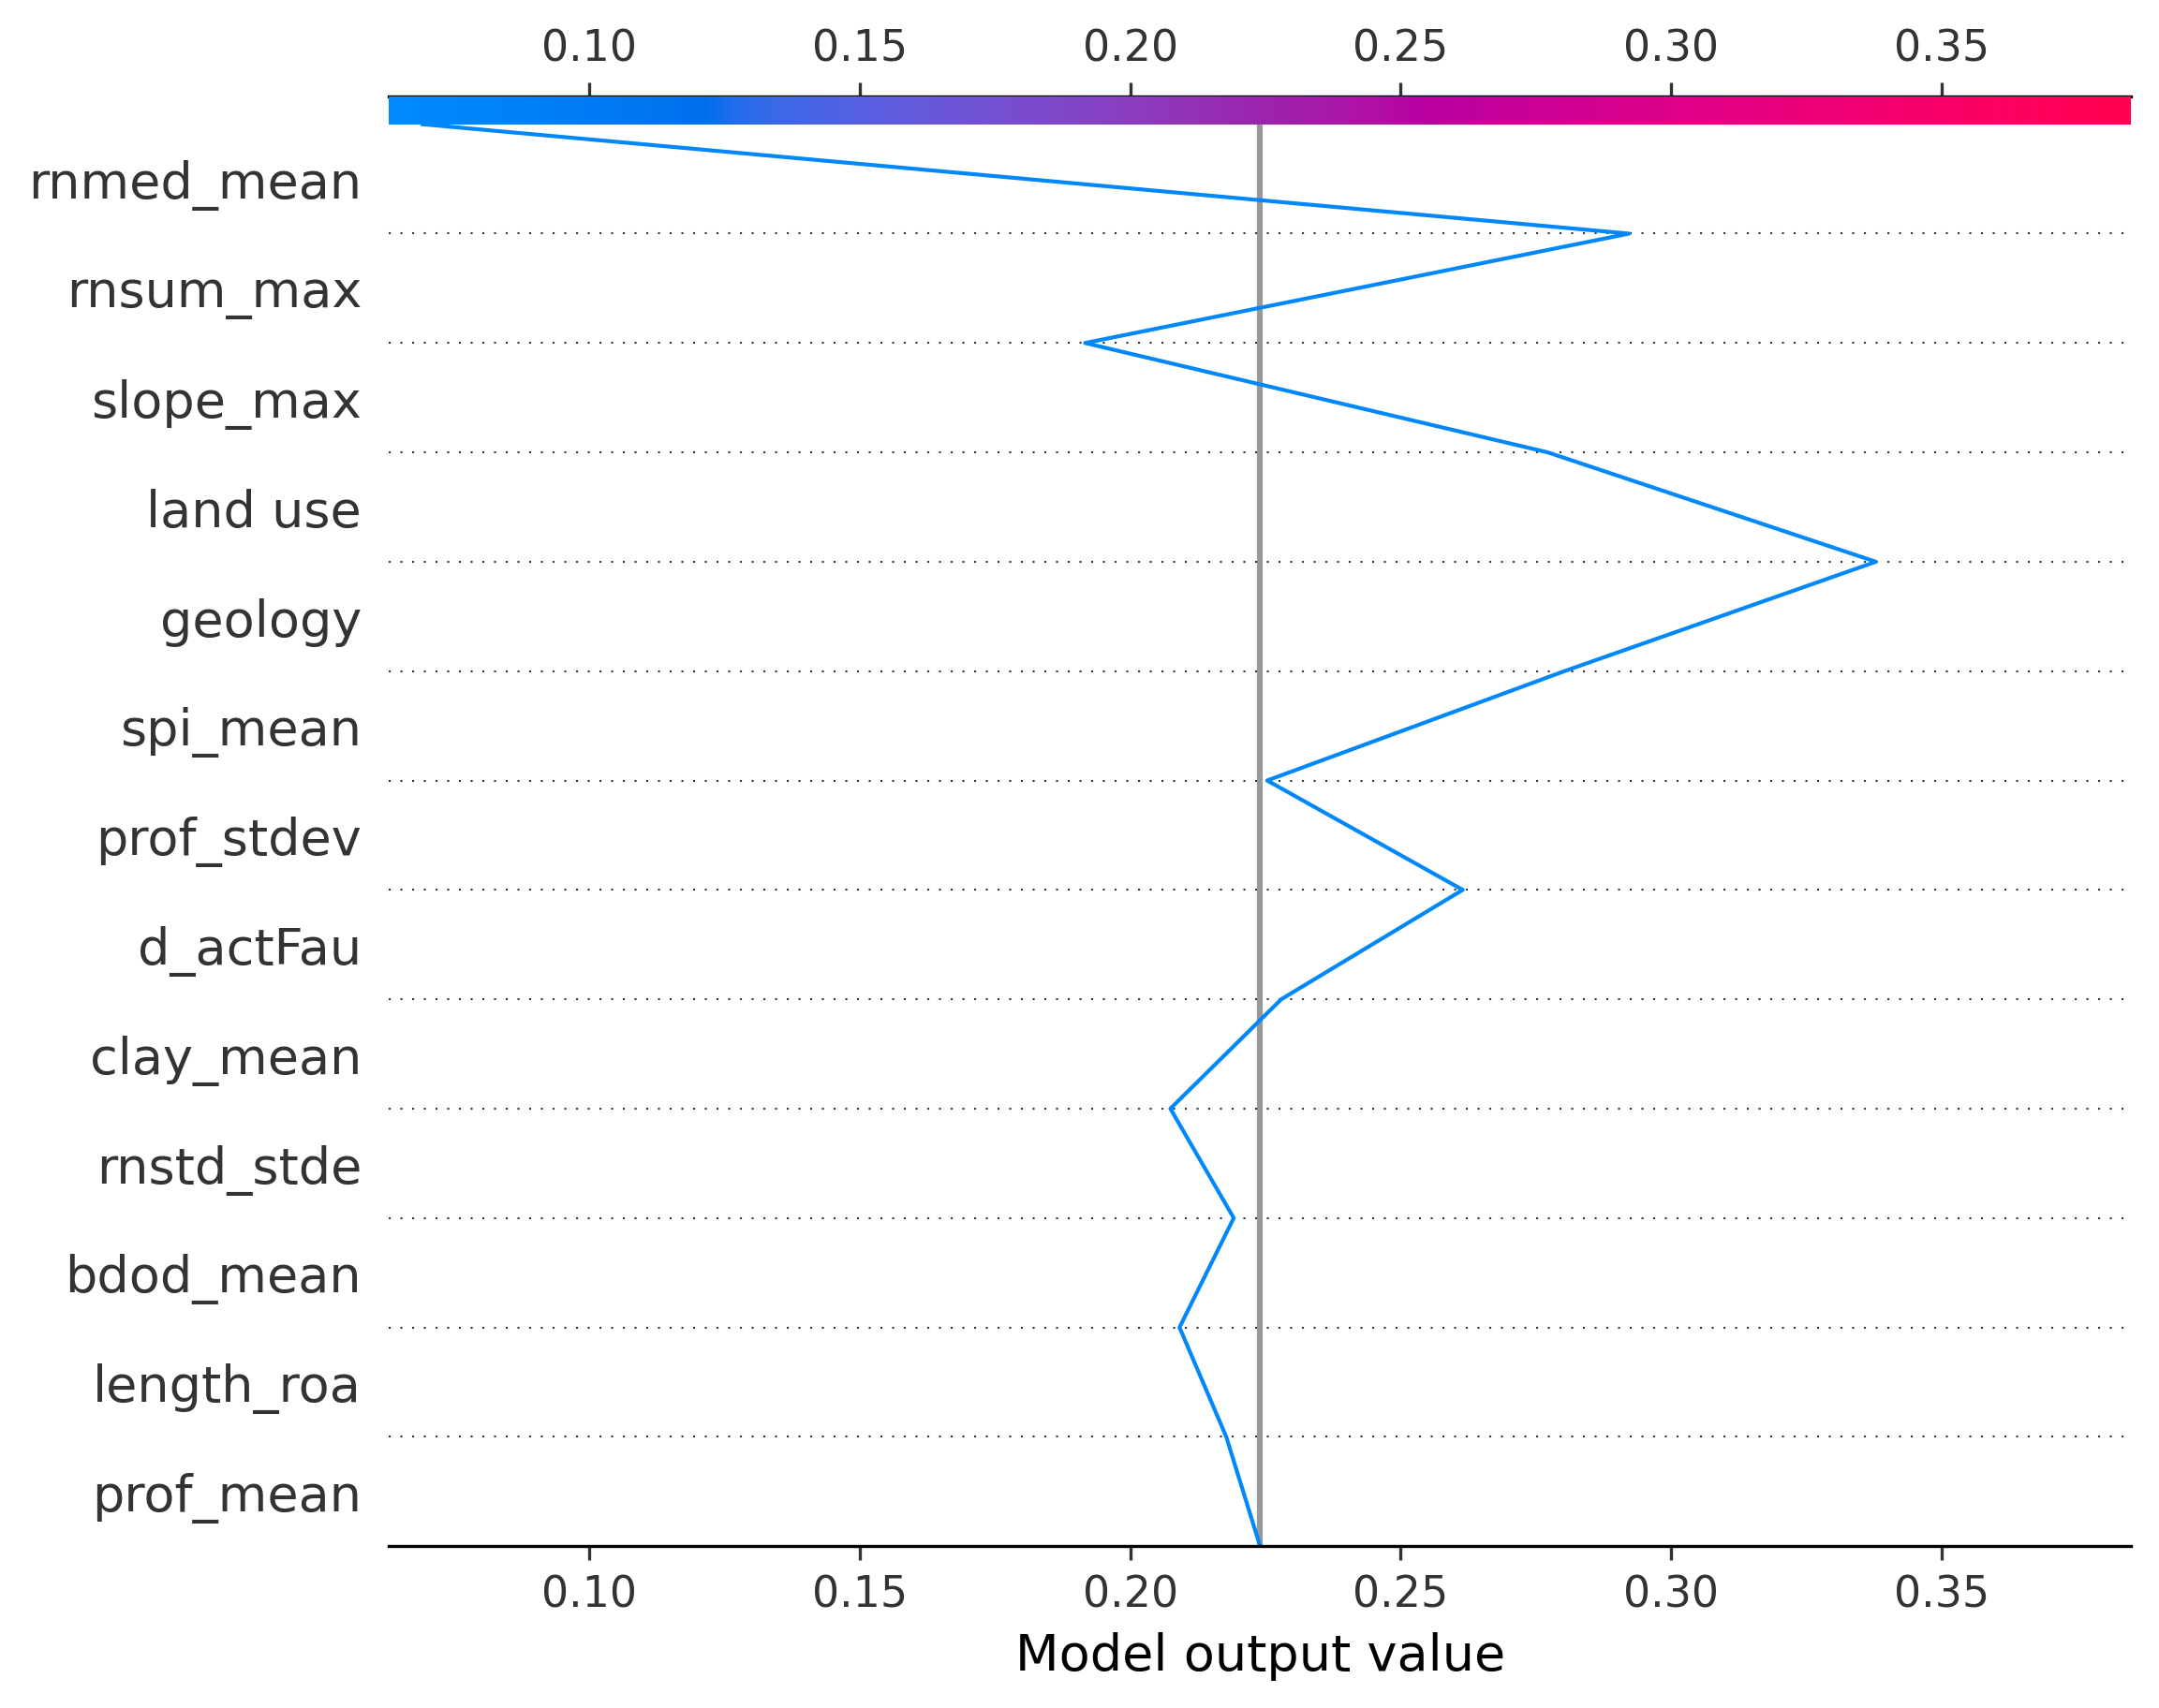 0.10 0.15 0.20 0.25 0.30 0.35
rnmed_mean
rnsum_max
slope_max
land use
geology
spi_mean
prof_stdev
d_actFau
clay_mean
rnstd_stde
bdod_mean
length_roa
prof_mean
0.10 0.15 0.20 0.25 0.30 0.35
Model output value